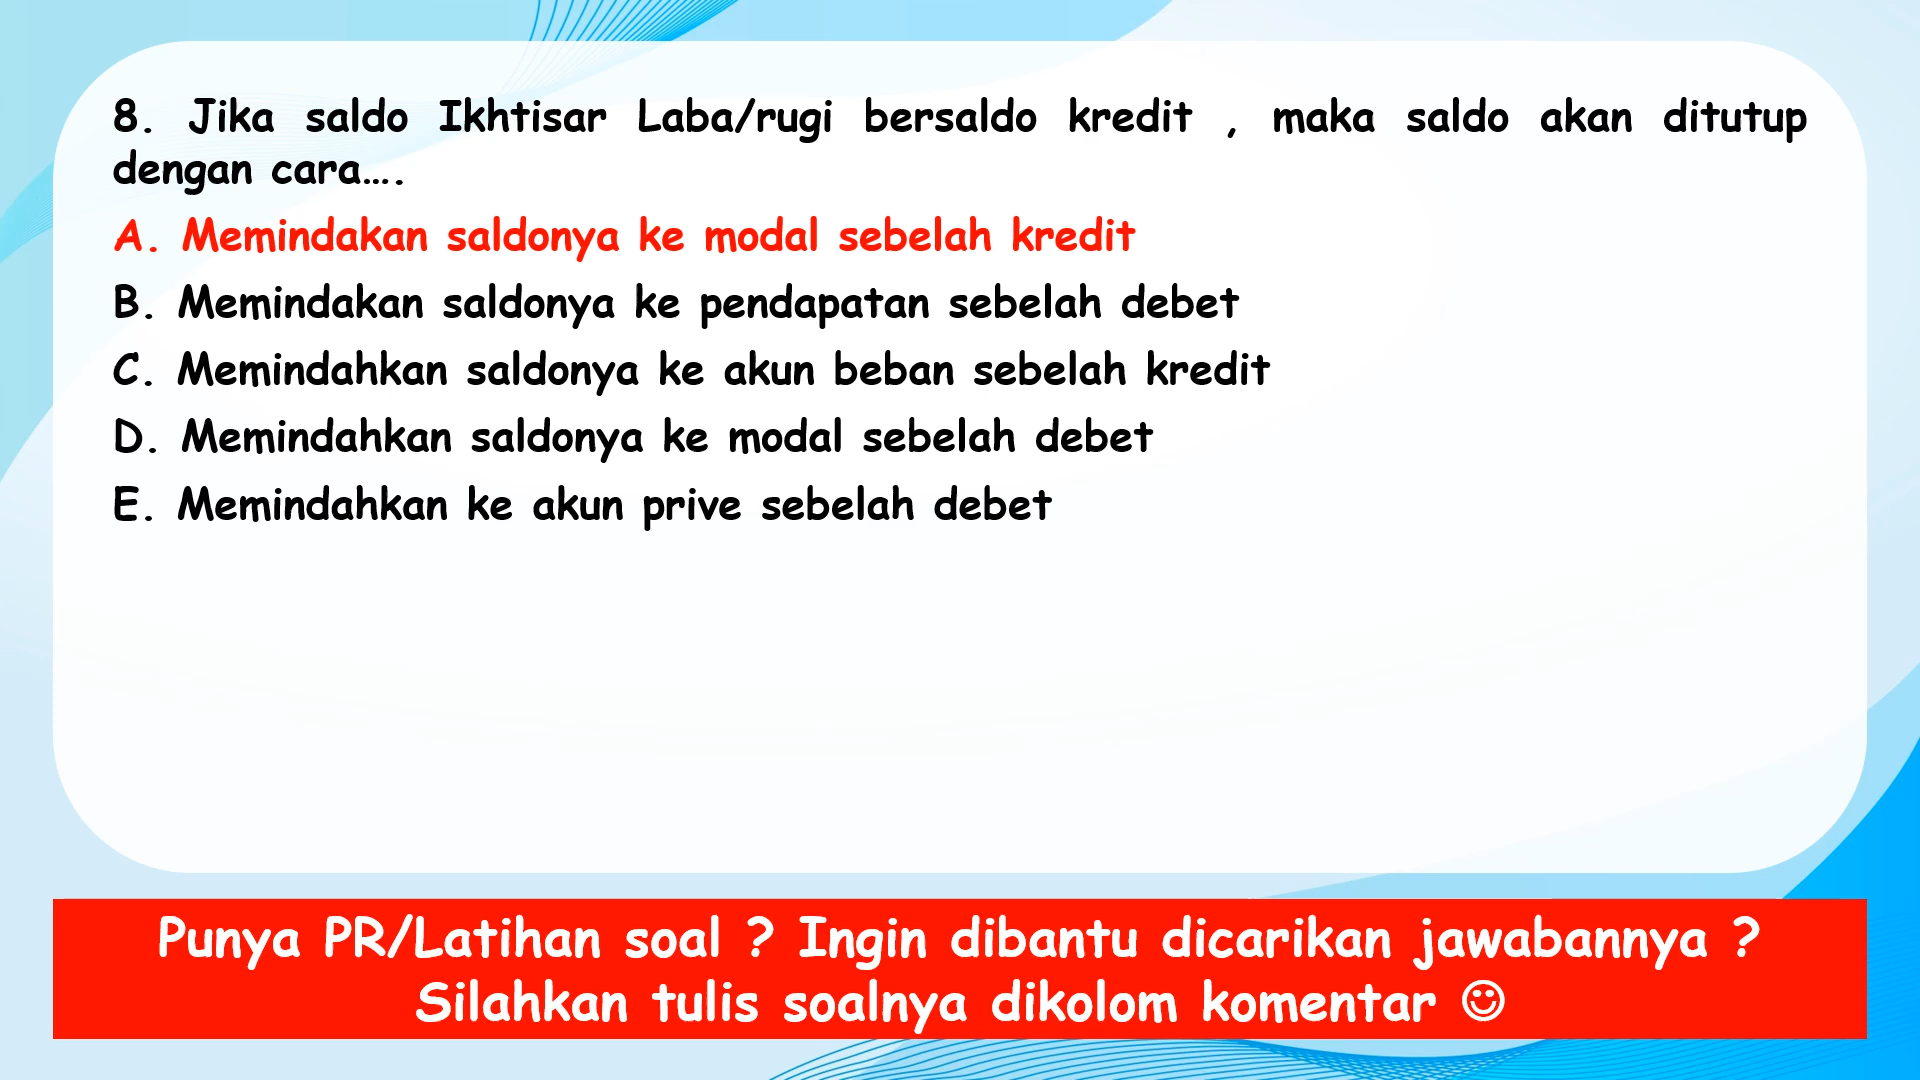 8. Jika saldo Ikhtisar Laba/rugi bersaldo kredit , maka saldo akan ditutup
dengan cara….
A. Memindakan saldonya ke modal sebelah kredit
B. Memindakan saldonya ke pendapatan sebelah debet
C. Memindahkan saldonya ke akun beban sebelah kredit
D. Memindahkan saldonya ke modal sebelah debet
E. Memindahkan ke akun prive sebelah debet
Punya PR/Latihan soal ? Ingin dibantu dicarikan jawabannya ?
Silahkan tulis soalnya dikolom komentar ☺